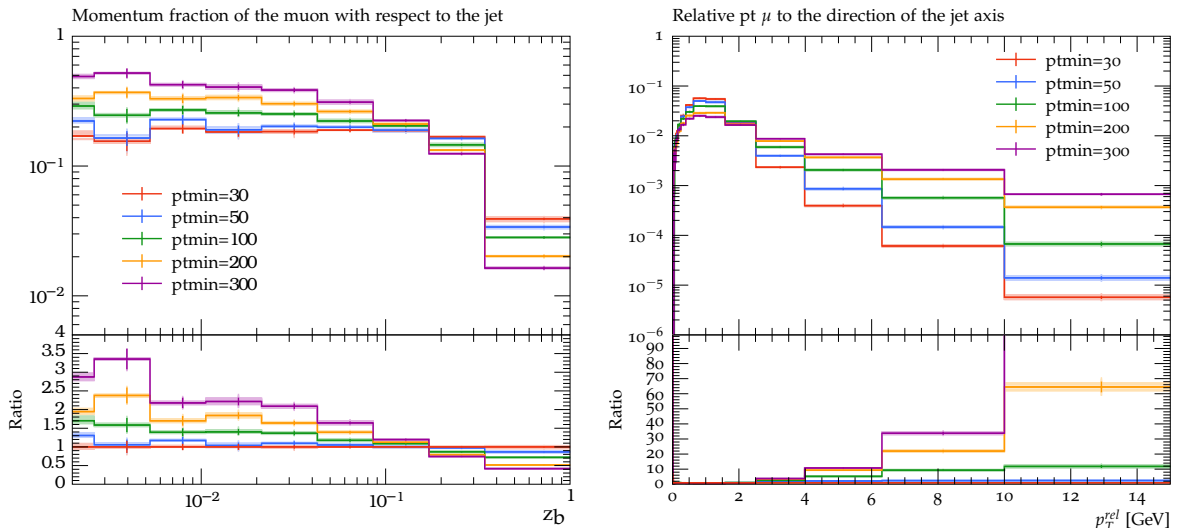 Momentum fraction of the muon with respect to the jet
1
10⁻¹
10⁻²
ptmin=30
ptmin=50
ptmin=100
ptmin=200
ptmin=300
4
3.5
3
2.5
2
1.5
1
0.5
0
Ratio
10⁻² 10⁻¹ 1
z_b
Relative pt μ to the direction of the jet axis
1
10⁻¹
10⁻²
10⁻³
10⁻⁴
10⁻⁵
10⁻⁶
ptmin=30
ptmin=50
ptmin=100
ptmin=200
ptmin=300
90
80
70
60
50
40
30
20
10
0
Ratio
0 2 4 6 8 10 12 14
p_T^rel [GeV]